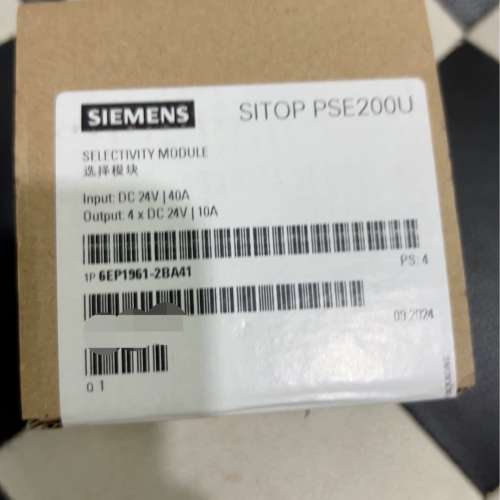 SIEMENS
SITOP PSE200U
SELECTIVITY MODULE
选择模块
Input: DC 24V | 40A
Output: 4 x DC 24V | 10A
1P 6EP1961-2BA41
PS: 4
09.2024
Q 1